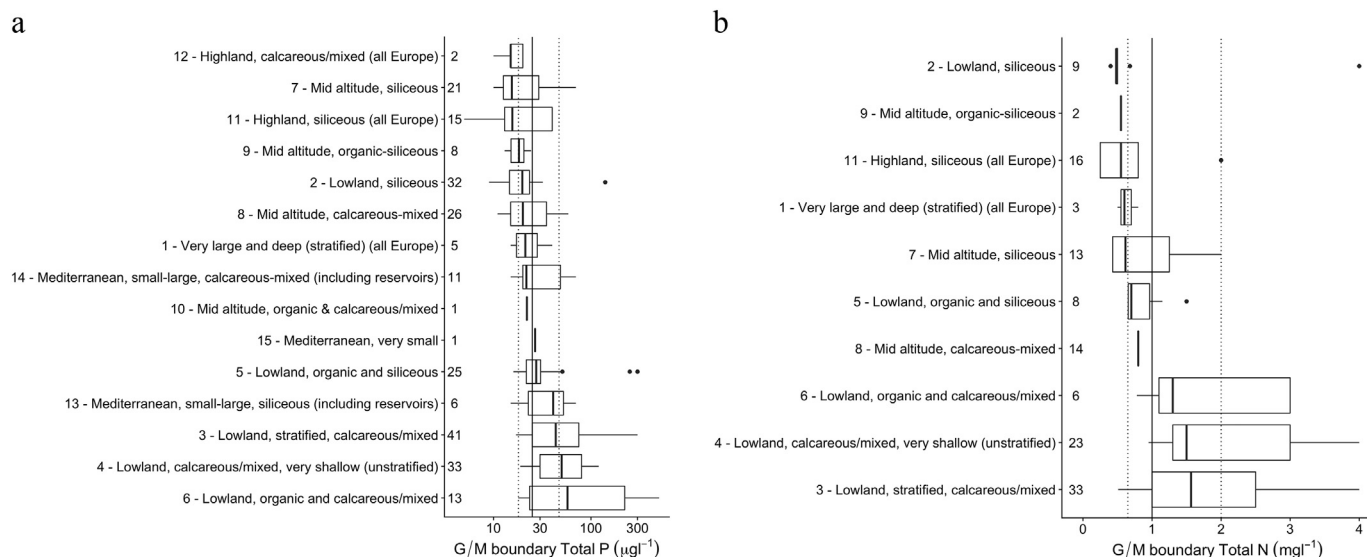 a
12 - Highland, calcareous/mixed (all Europe) 2
7 - Mid altitude, siliceous 21
11 - Highland, siliceous (all Europe) 15
9 - Mid altitude, organic-siliceous 8
2 - Lowland, siliceous 32
8 - Mid altitude, calcareous-mixed 26
1 - Very large and deep (stratified) (all Europe) 5
14 - Mediterranean, small-large, calcareous-mixed (including reservoirs) 11
10 - Mid altitude, organic & calcareous/mixed 1
15 - Mediterranean, very small 1
5 - Lowland, organic and siliceous 25
13 - Mediterranean, small-large, siliceous (including reservoirs) 6
3 - Lowland, stratified, calcareous/mixed 41
4 - Lowland, calcareous/mixed, very shallow (unstratified) 33
6 - Lowland, organic and calcareous/mixed 13
10 30 100 300
G/M boundary Total P (μgl⁻¹)
b
2 - Lowland, siliceous 9
9 - Mid altitude, organic-siliceous 2
11 - Highland, siliceous (all Europe) 16
1 - Very large and deep (stratified) (all Europe) 3
7 - Mid altitude, siliceous 13
5 - Lowland, organic and siliceous 8
8 - Mid altitude, calcareous-mixed 14
6 - Lowland, organic and calcareous/mixed 6
4 - Lowland, calcareous/mixed, very shallow (unstratified) 23
3 - Lowland, stratified, calcareous/mixed 33
0 1 2 3 4
G/M boundary Total N (mgl⁻¹)